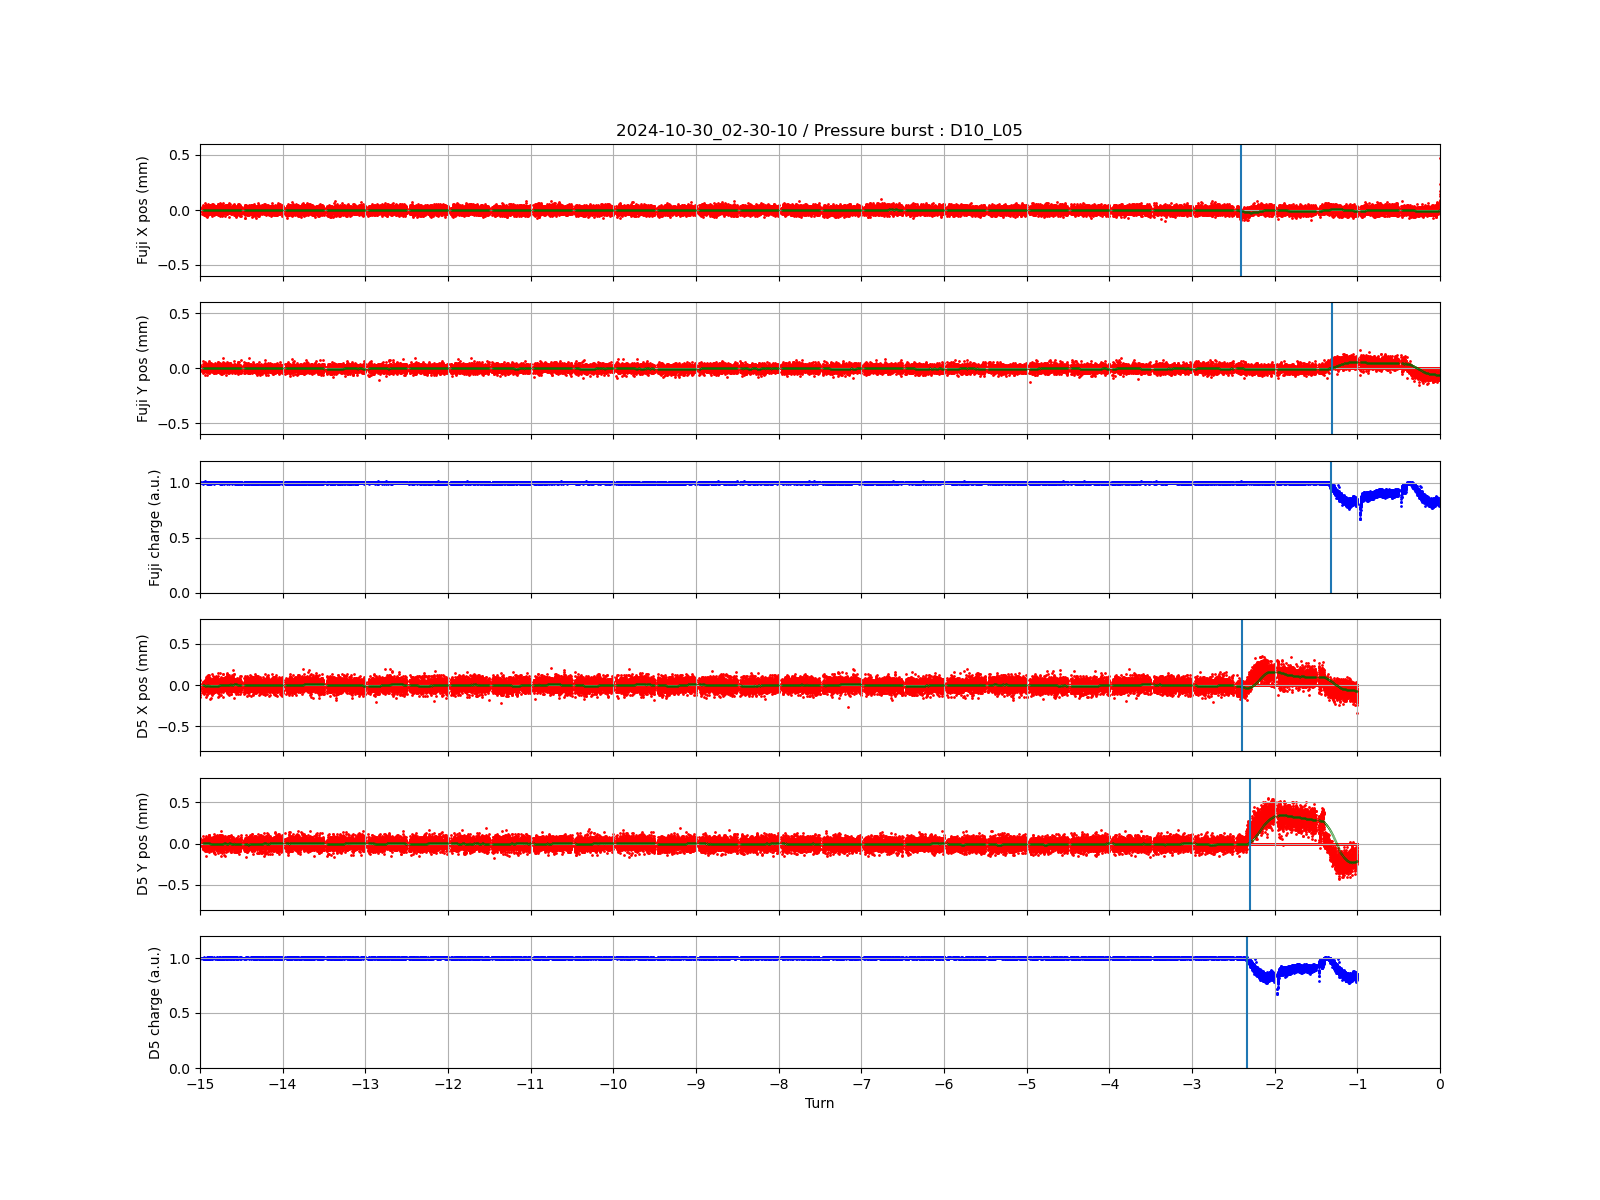 2024-10-30_02-30-10 / Pressure burst : D10_L05
Fuji X pos (mm)
0.5
0.0
−0.5
Fuji Y pos (mm)
0.5
0.0
−0.5
Fuji charge (a.u.)
1.0
0.5
0.0
D5 X pos (mm)
0.5
0.0
−0.5
D5 Y pos (mm)
0.5
0.0
−0.5
D5 charge (a.u.)
1.0
0.5
0.0
−15 −14 −13 −12 −11 −10 −9 −8 −7 −6 −5 −4 −3 −2 −1 0
Turn